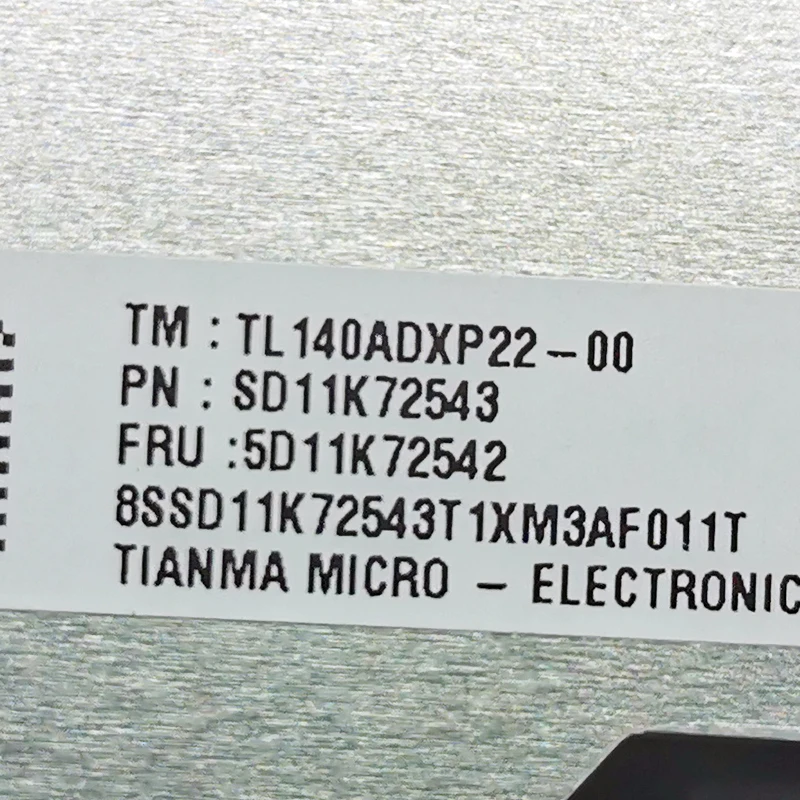 TM : TL140ADXP22-00
PN : SD11K72543
FRU :5D11K72542
8SSD11K72543T1XM3AF011T
TIANMA MICRO - ELECTRONIC